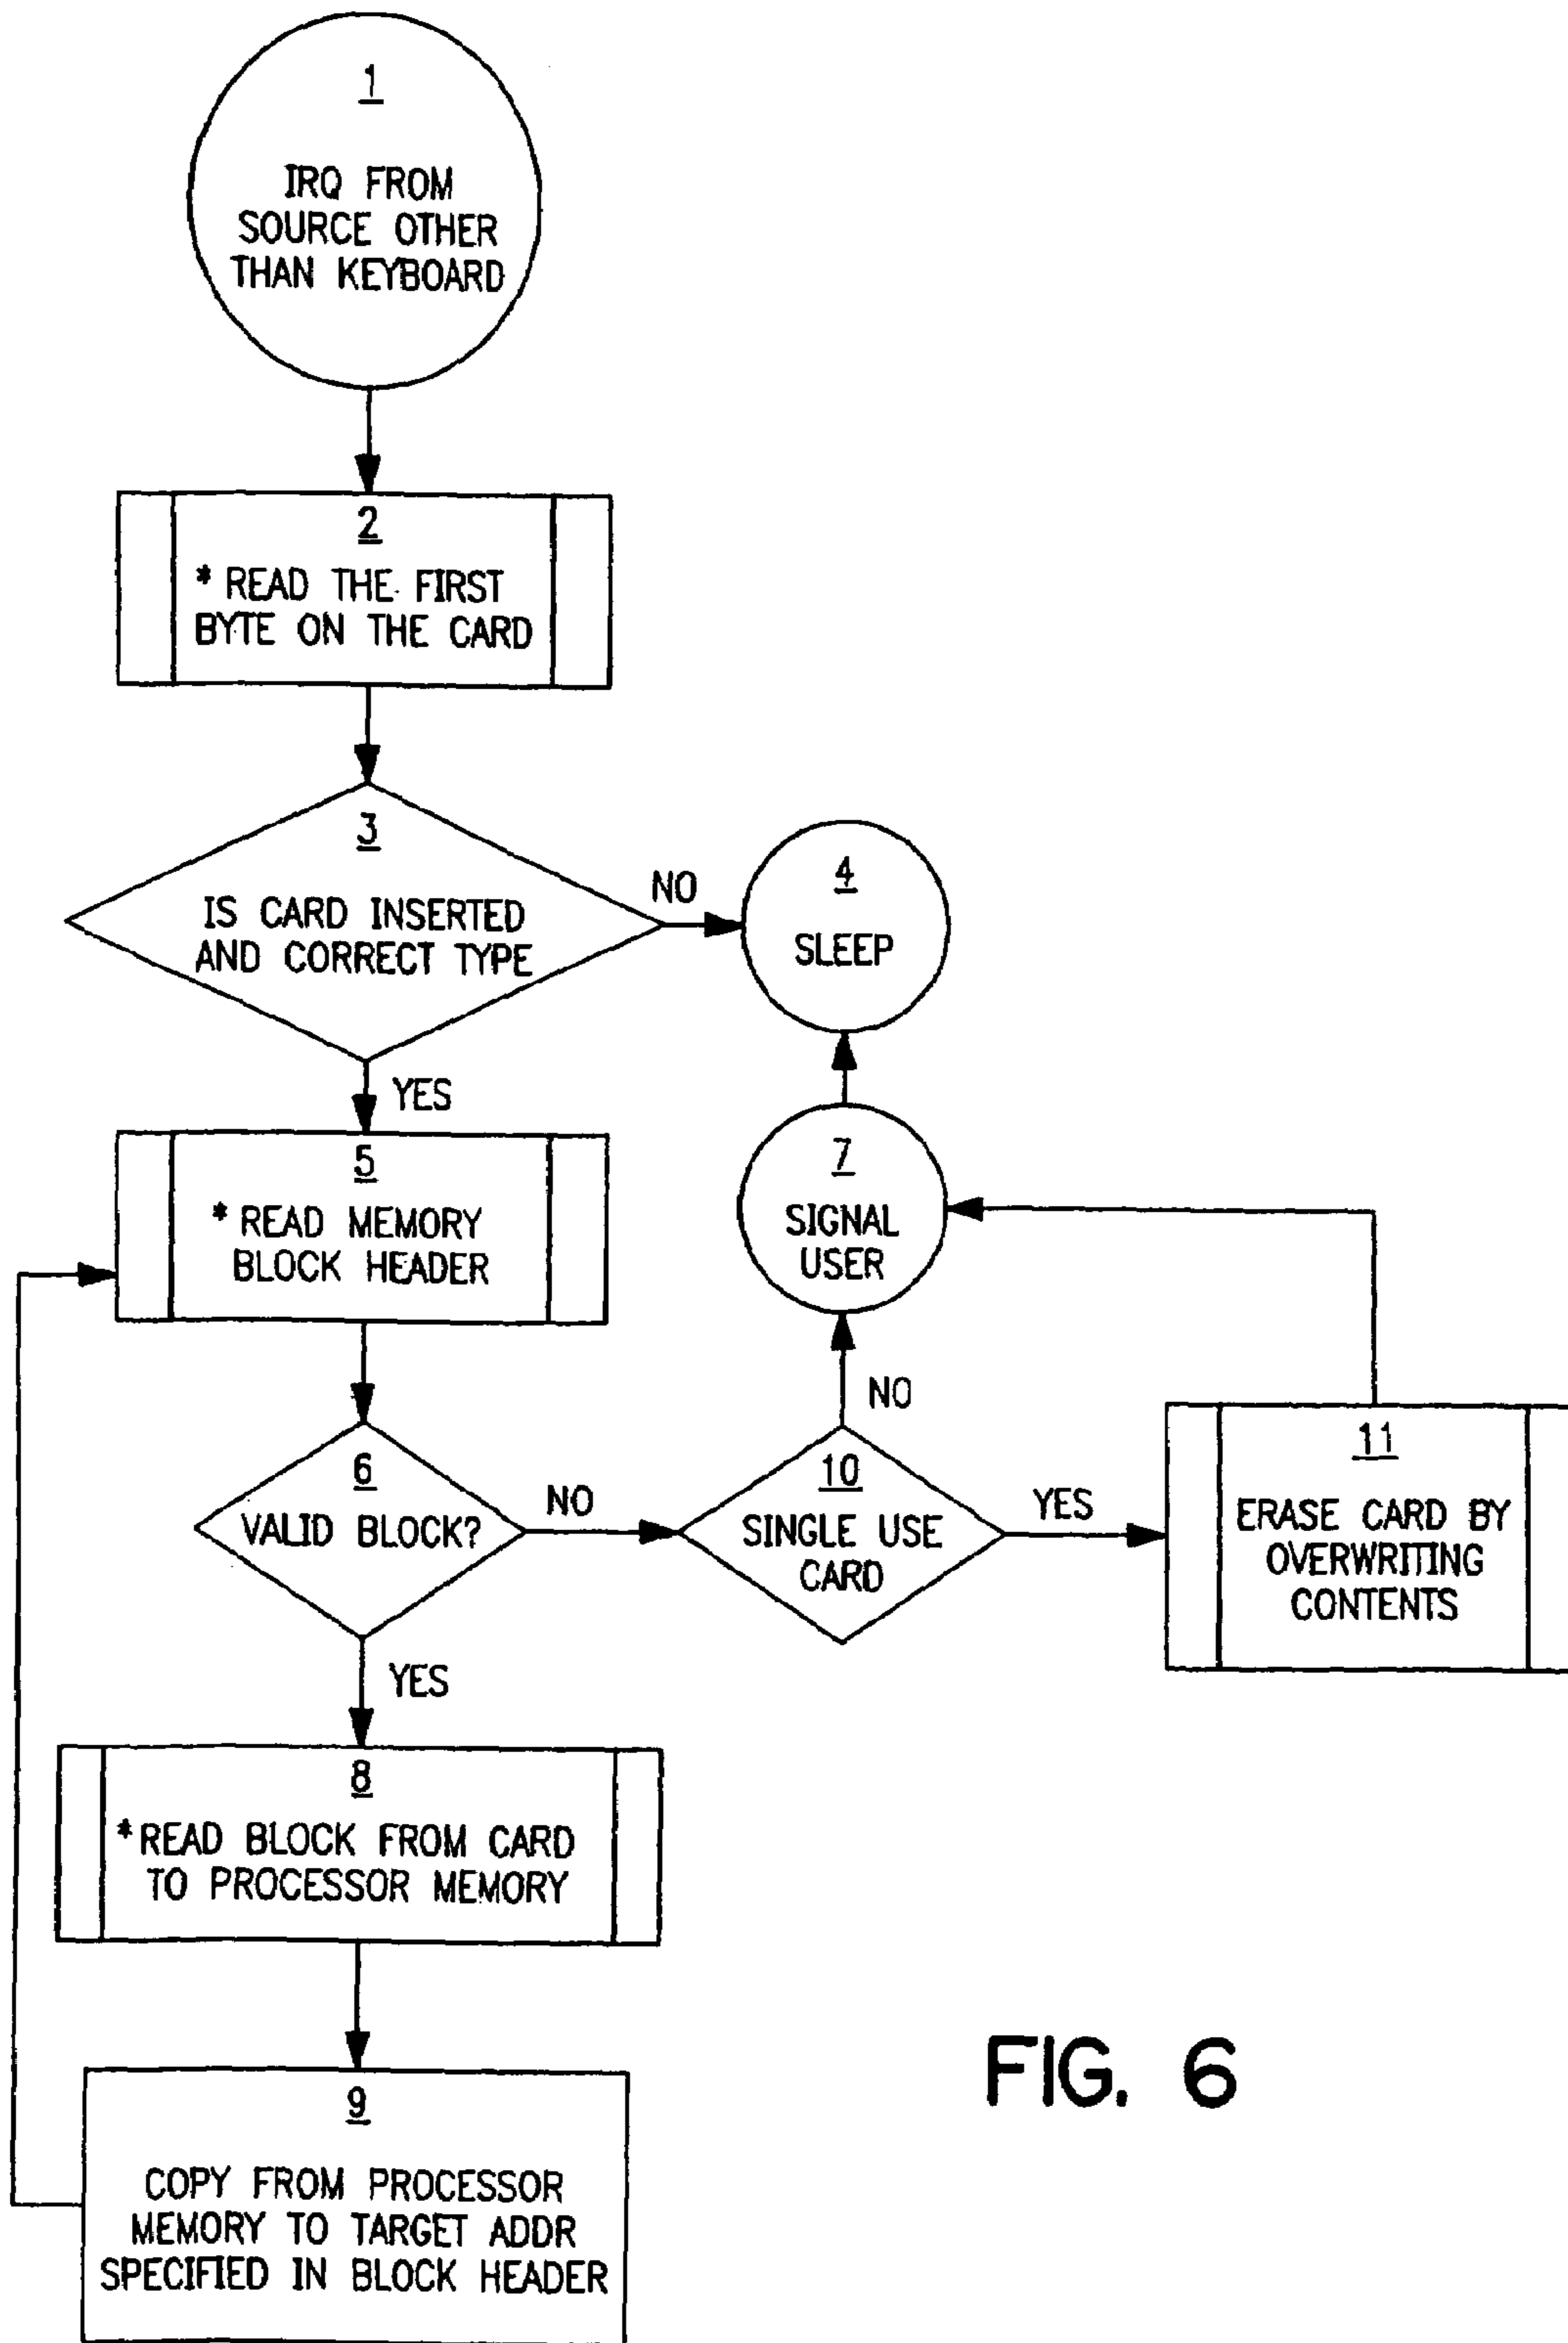 1
IRQ FROM
SOURCE OTHER
THAN KEYBOARD
2
* READ THE FIRST
BYTE ON THE CARD
3
IS CARD INSERTED
AND CORRECT TYPE
NO
4
SLEEP
YES
5
* READ MEMORY
BLOCK HEADER
7
SIGNAL
USER
NO
6
VALID BLOCK?
NO
10
SINGLE USE
CARD
YES
11
ERASE CARD BY
OVERWRITING
CONTENTS
YES
8
* READ BLOCK FROM CARD
TO PROCESSOR MEMORY
9
COPY FROM PROCESSOR
MEMORY TO TARGET ADDR
SPECIFIED IN BLOCK HEADER
FIG. 6